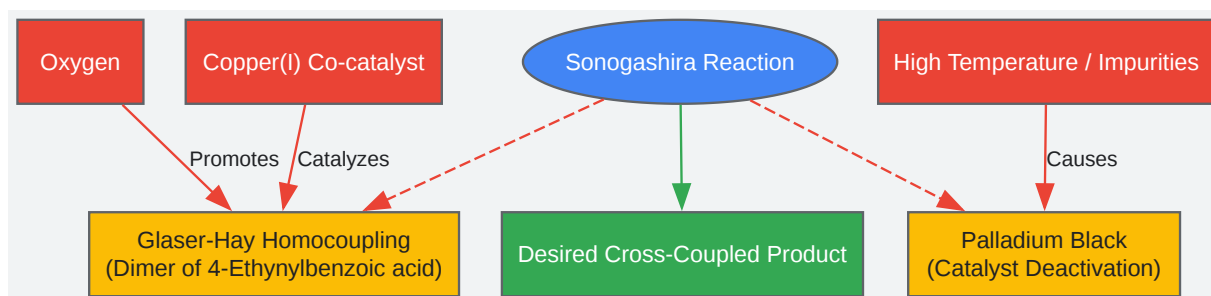 Oxygen
Copper(I) Co-catalyst
Sonogashira Reaction
High Temperature / Impurities
Promotes
Catalyzes
Causes
Glaser-Hay Homocoupling
(Dimer of 4-Ethynylbenzoic acid)
Desired Cross-Coupled Product
Palladium Black
(Catalyst Deactivation)